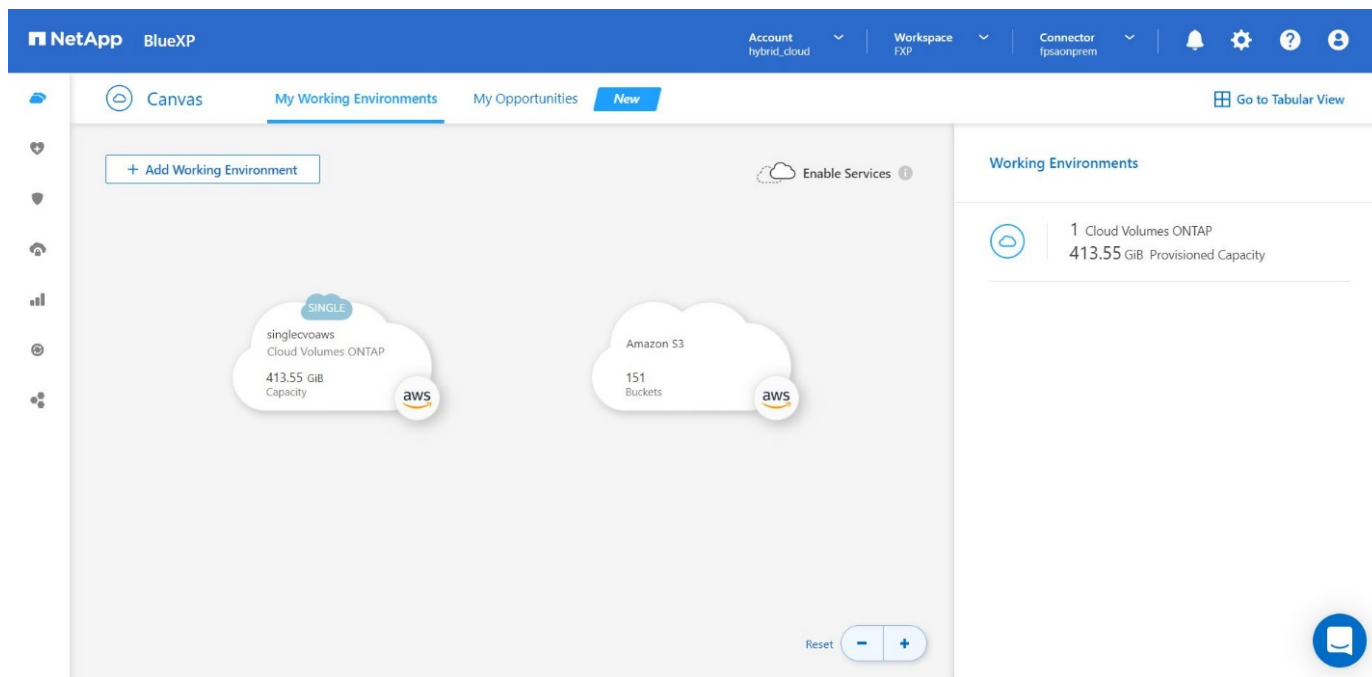 NetApp BlueXP
Account
hybrid_cloud
Workspace
FXP
Connector
fpsaonprem
Canvas
My Working Environments
My Opportunities
New
Go to Tabular View
+ Add Working Environment
Enable Services
Working Environments
1 Cloud Volumes ONTAP
413.55 GiB Provisioned Capacity
SINGLE
singlecvoaws
Cloud Volumes ONTAP
413.55 GiB
Capacity
aws
Amazon S3
151
Buckets
aws
Reset
- +